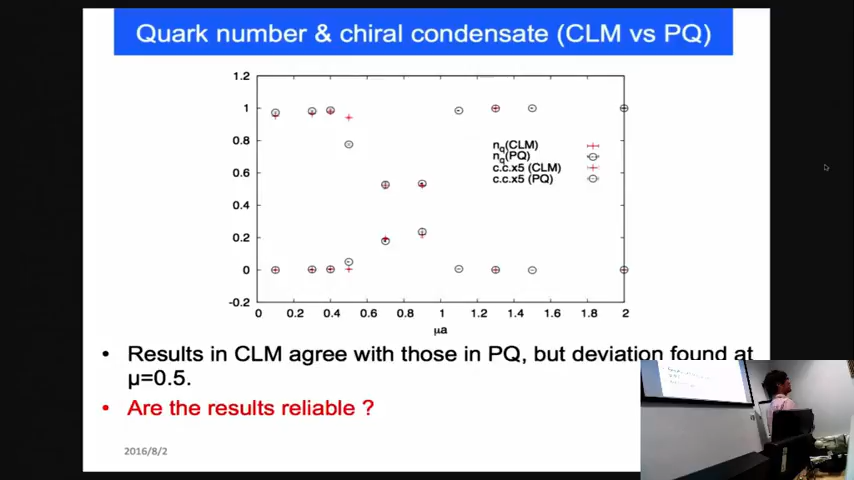 Quark number & chiral condensate (CLM vs PQ)
1.2
1
0.8
0.6
0.4
0.2
0
-0.2
0 0.2 0.4 0.6 0.8 1 1.2 1.4 1.6 1.8 2
μa
nq(CLM)
nq(PQ)
c.c.x5 (CLM)
c.c.x5 (PQ)
• Results in CLM agree with those in PQ, but deviation found at
μ=0.5.
• Are the results reliable ?
2016/8/2